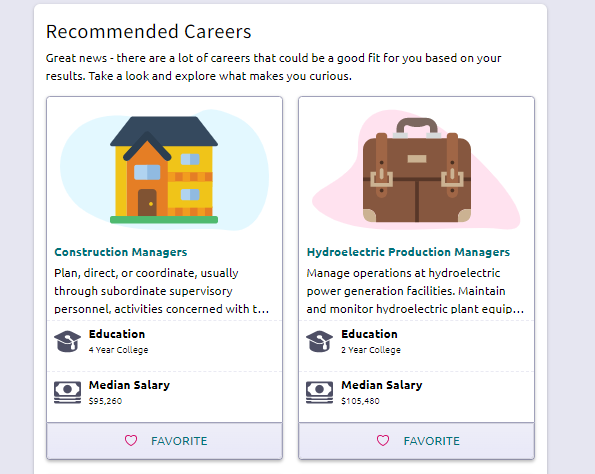 Recommended Careers
Great news - there are a lot of careers that could be a good fit for you based on your
results. Take a look and explore what makes you curious.
Construction Managers
Plan, direct, or coordinate, usually
through subordinate supervisory
personnel, activities concerned with t...
Education
4 Year College
Median Salary
$95,260
FAVORITE
Hydroelectric Production Managers
Manage operations at hydroelectric
power generation facilities. Maintain
and monitor hydroelectric plant equip...
Education
2 Year College
Median Salary
$105,480
FAVORITE